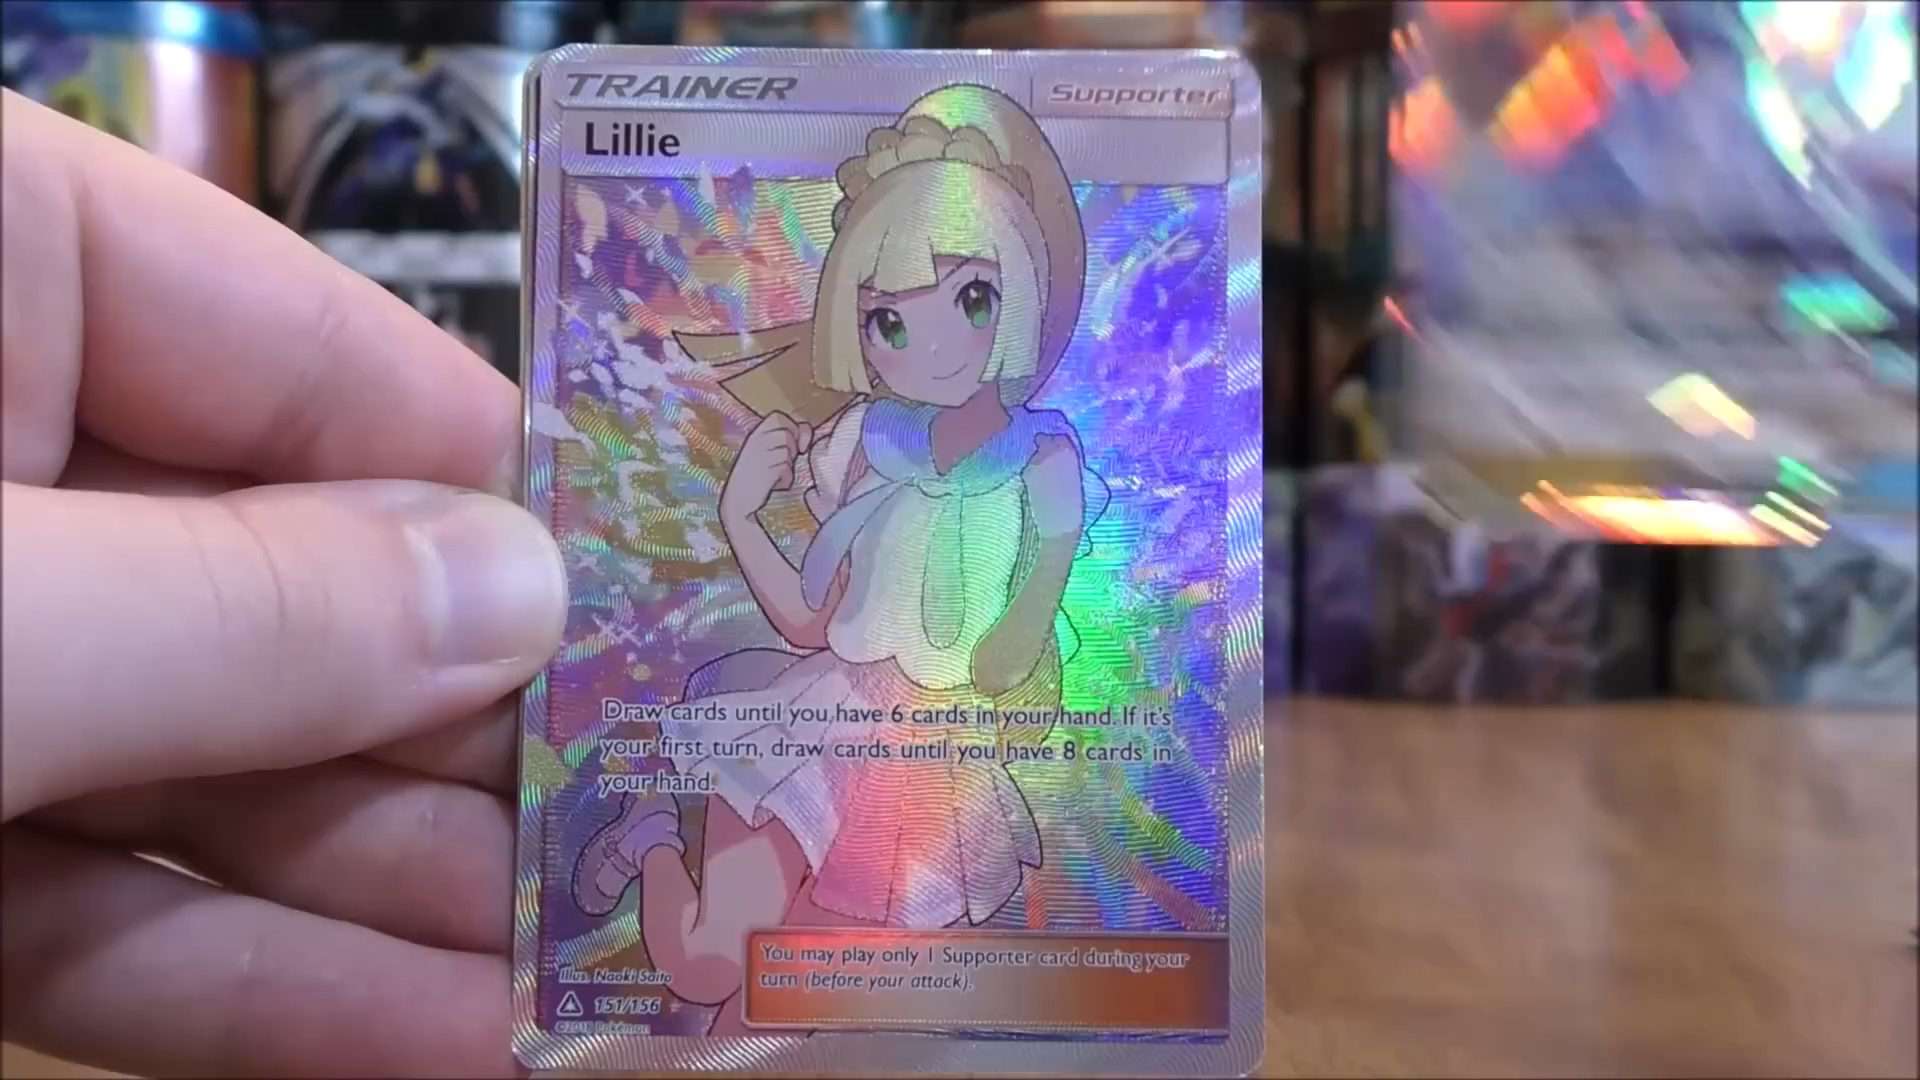 TRAINER
Supporter
Lillie
Draw cards until you have 6 cards in your hand. If it's
your first turn, draw cards until you have 8 cards in
your hand.
You may play only 1 Supporter card during your
turn (before your attack).
Illus. Naoki Saito
151/156
©2018 Pokémon